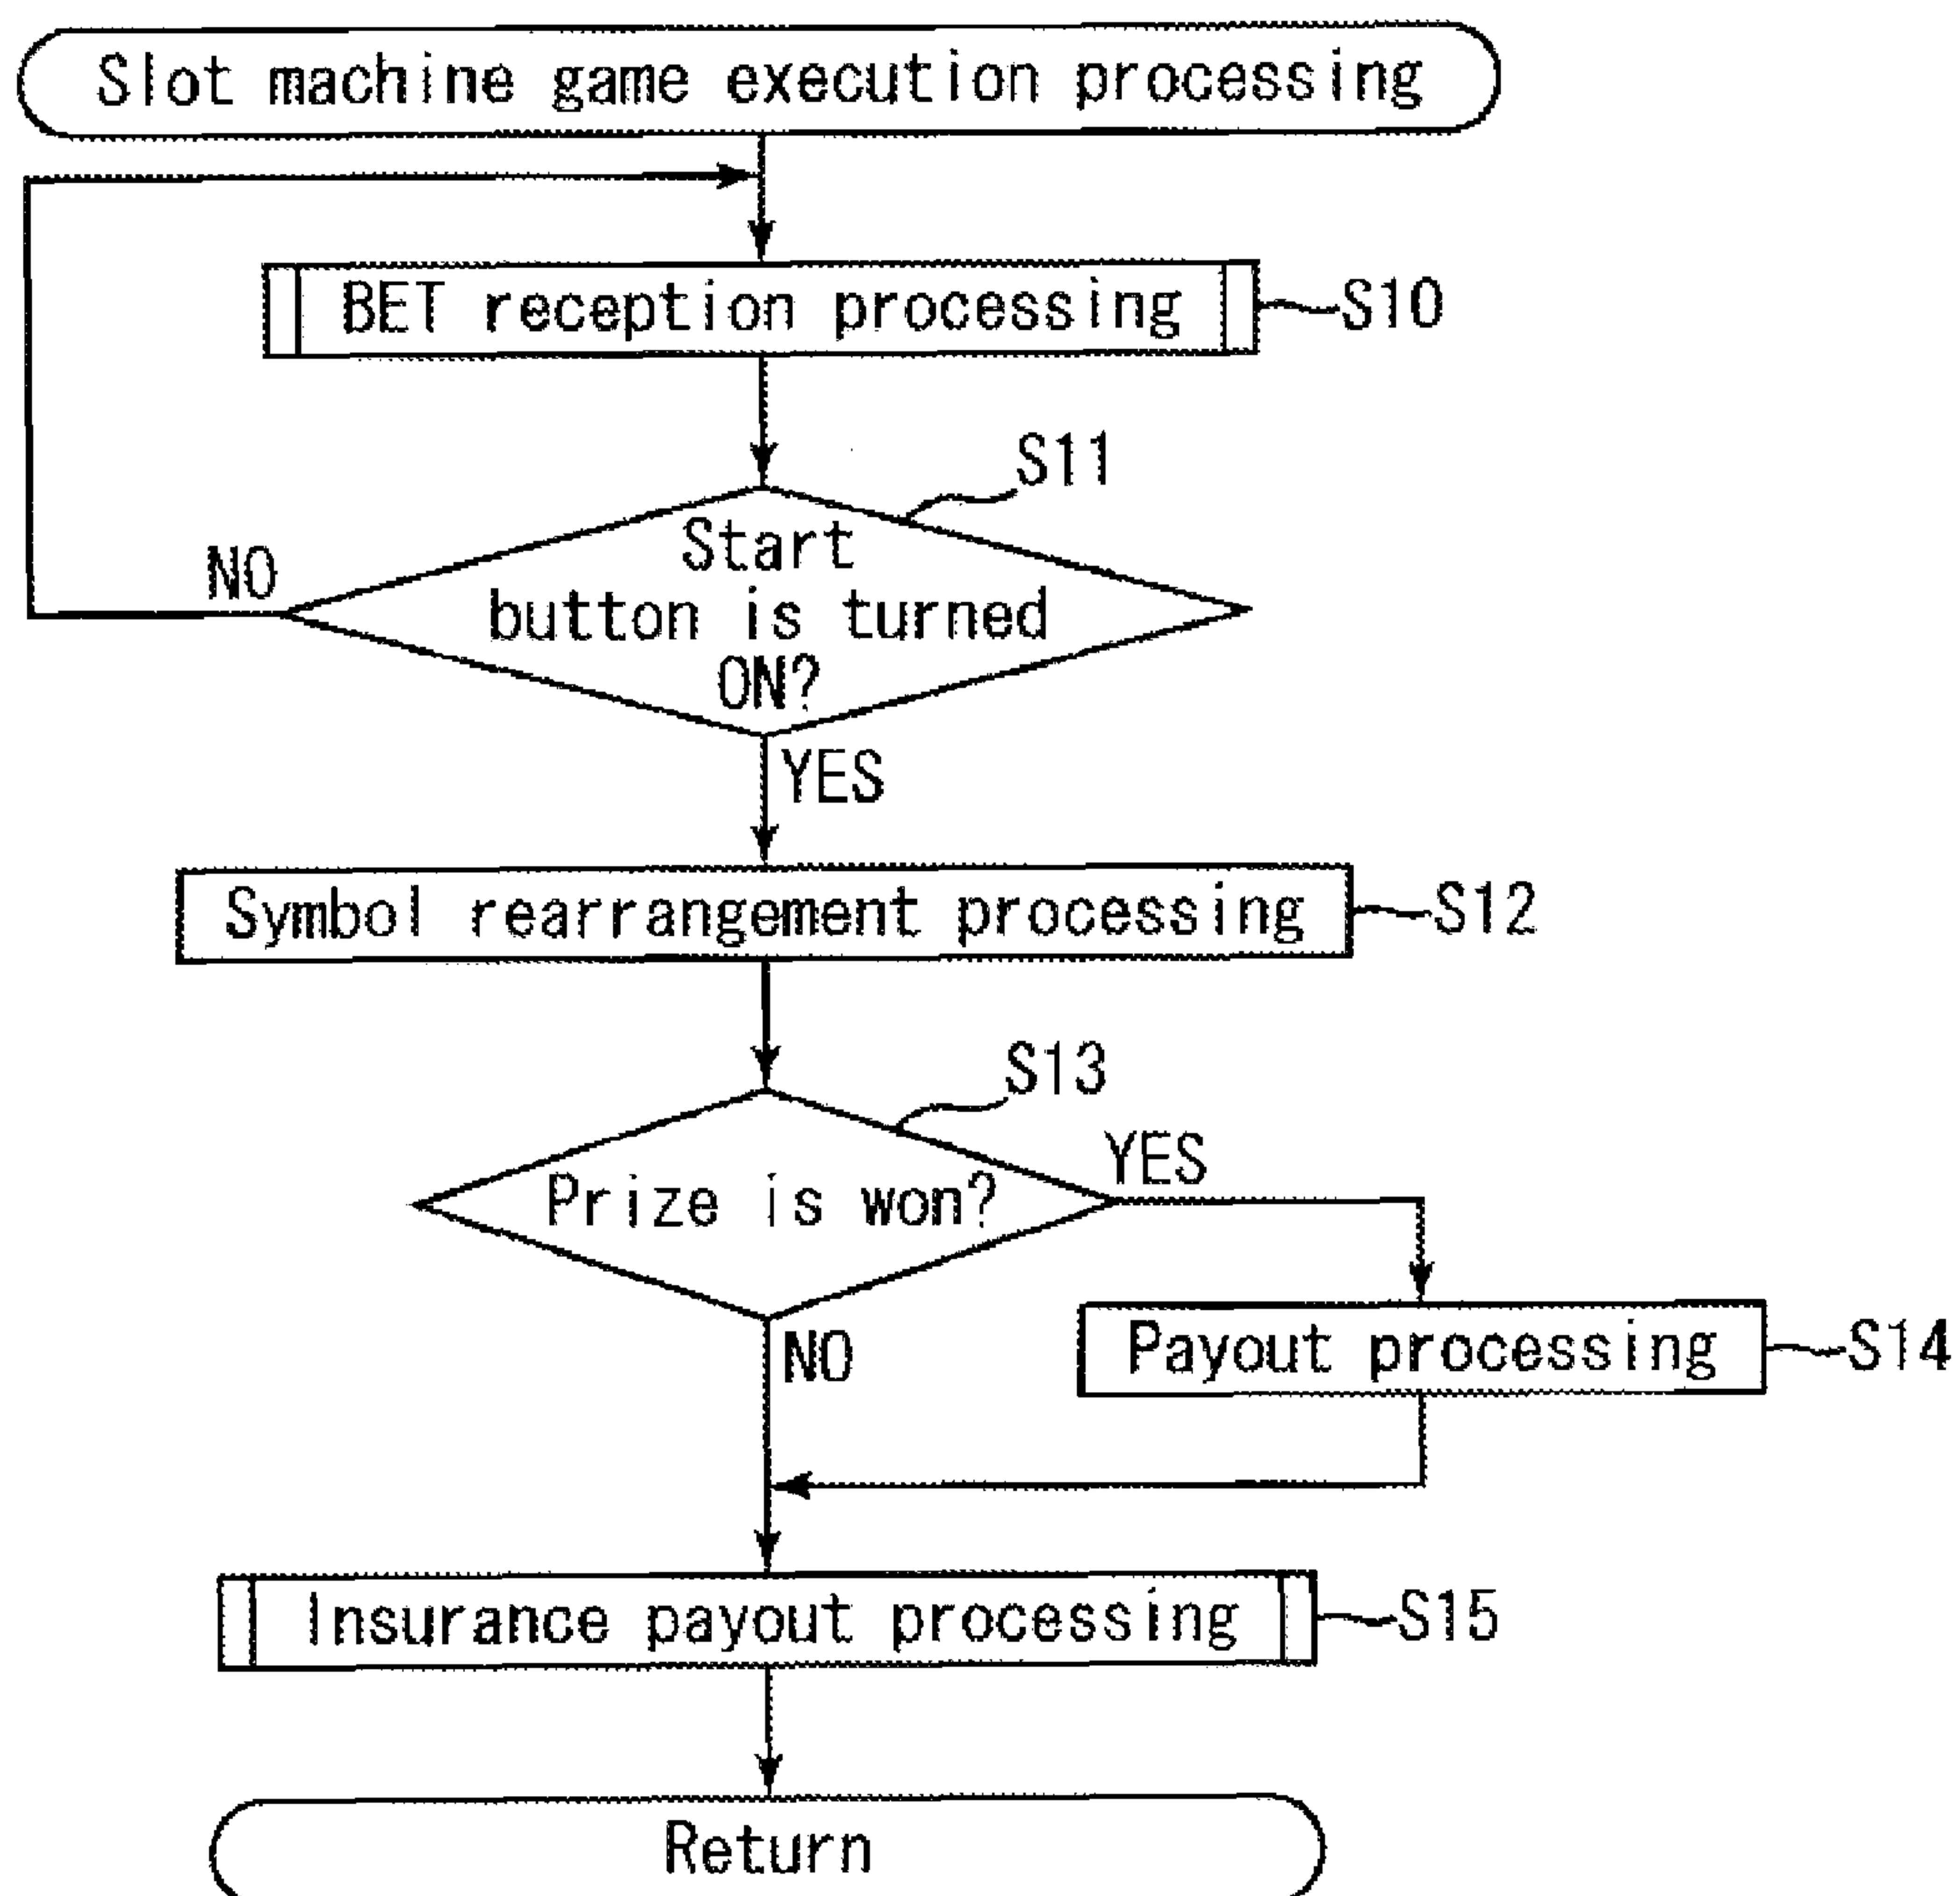 Slot machine game execution processing
BET reception processing
S10
S11
Start
button is turned
ON?
NO
YES
Symbol rearrangement processing
S12
S13
Prize is won?
YES
NO
Payout processing
S14
Insurance payout processing
S15
Return